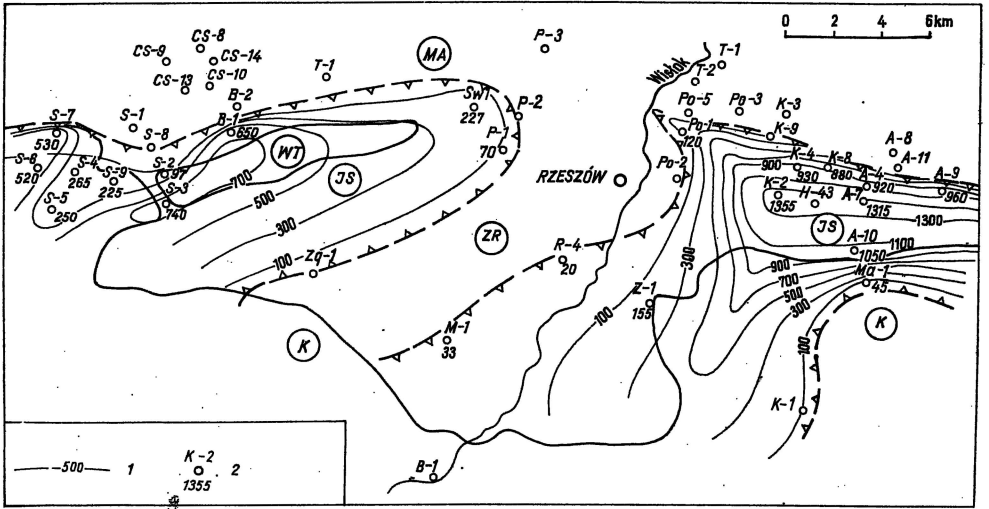 CS-8
CS-9
CS-14
CS-10
CS-13
T-1
MA
P-3
Wisłok
T-1
T-2
0 2 4 6km
S-7
530
S-1
S-8
B-2
B-1
650
Sw1
227
P-2
P-1
70
Po-5
Po-3
K-3
Po-1
120
K-9
A-8
A-11
A-9
960
S-6
520
S-4
265
S-9
225
S-2
97
S-3
740
S-5
250
WT
700
JS
500
300
100
Zg-1
ZR
RZESZÓW
Po-2
900
K-4
930
K-8
880
A-4
920
K-2
1355
H-43
A-7
1315
1300
JS
A-10
1050
1100
R-4
20
300
900
700
500
300
Ma-1
45
K
Z-1
155
100
M-1
33
K
100
K-1
B-1
500 1
K-2
1355
2